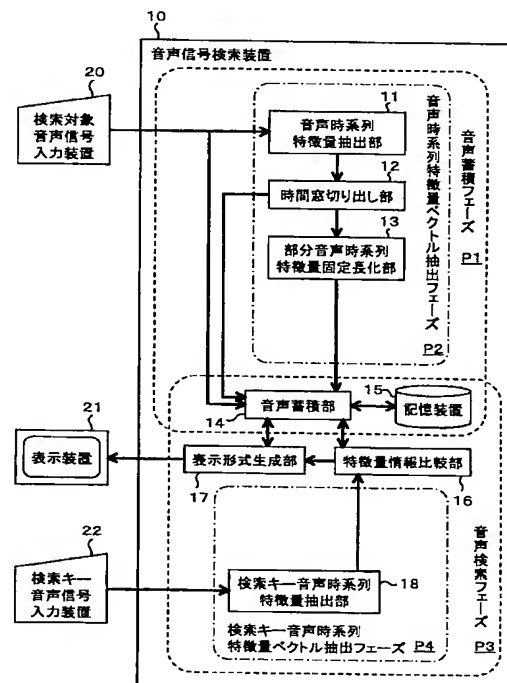 10
音声信号検索装置
20
検索対象
音声信号
入力装置
11
音声時系列
特徴量抽出部
12
時間窓切り出し部
13
部分音声時系列
特徴量固定長化部
音声時系列特徴量ベクトル抽出フェーズ
P2
音声蓄積フェーズ
P1
14
音声蓄積部
15
記憶装置
21
表示装置
表示形式生成部
17
特徴量情報比較部
16
22
検索キー
音声信号
入力装置
検索キー音声時系列
特徴量抽出部
18
検索キー音声時系列
特徴量ベクトル抽出フェーズ P4
音声検索フェーズ
P3